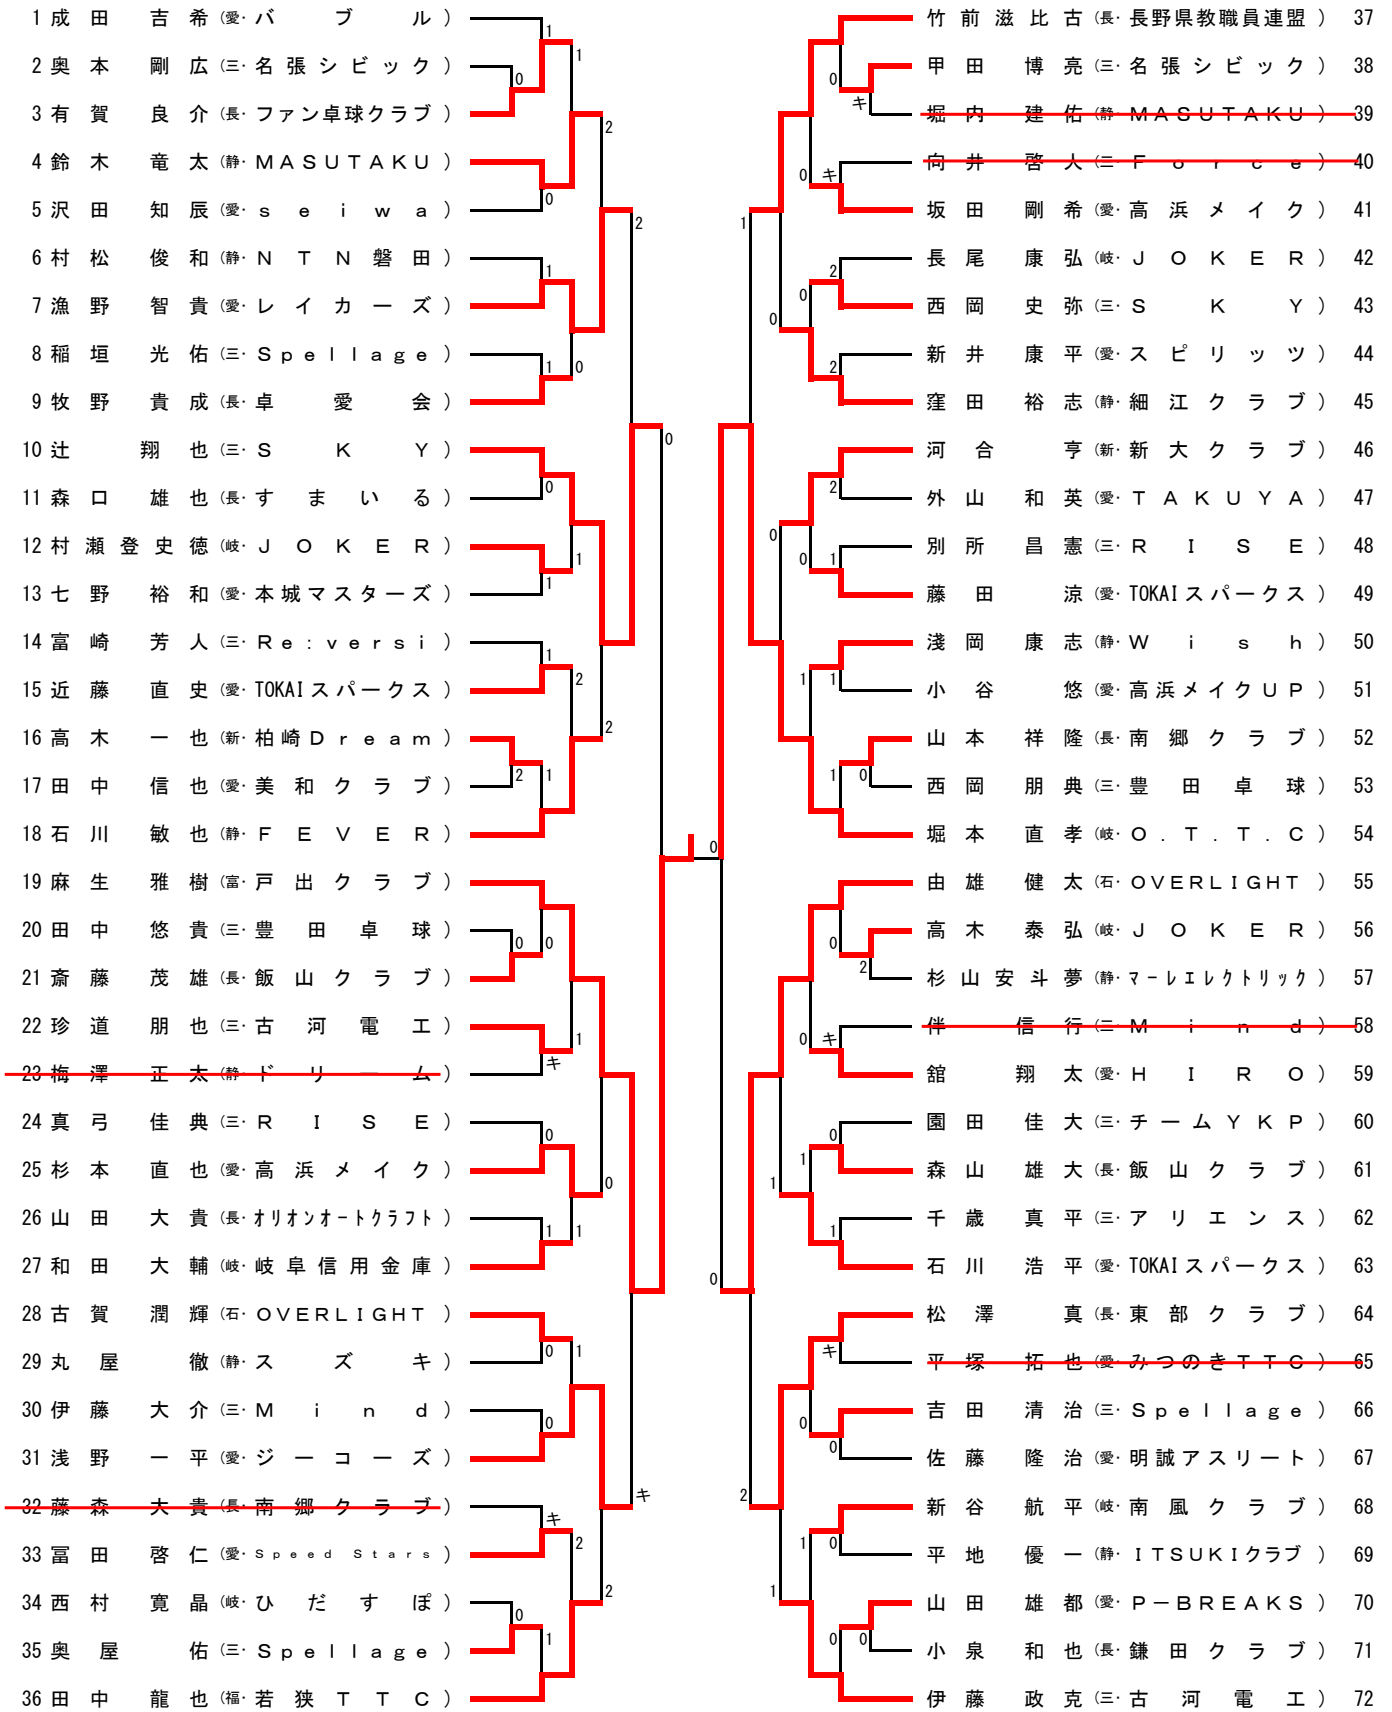 1 成田 吉希 (愛・バブル)
2 奥本 剛広 (三・名張シビック)
3 有賀 良介 (長・ファン卓球クラブ)
4 鈴木 竜太 (静・MASUTAKU)
5 沢田 知辰 (愛・seiwa)
6 村松 俊和 (静・NTN磐田)
7 漁野 智貴 (愛・レイカーズ)
8 稲垣 光佑 (三・Spellage)
9 牧野 貴成 (長・卓愛会)
10 辻 翔也 (三・SKY)
11 森口 雄也 (長・すまいる)
12 村瀬登史徳 (岐・JOKER)
13 七野 裕和 (愛・本城マスターズ)
14 富崎 芳人 (三・Re:versi)
15 近藤 直史 (愛・TOKAIスパークス)
16 高木 一也 (新・柏崎Dream)
17 田中 信也 (愛・美和クラブ)
18 石川 敏也 (静・FEVER)
19 麻生 雅樹 (富・戸出クラブ)
20 田中 悠貴 (三・豊田卓球)
21 斎藤 茂雄 (長・飯山クラブ)
22 珍道 朋也 (三・古河電工)
23 梅澤 正太 (静・ドリーム)
24 真弓 佳典 (三・RISE)
25 杉本 直也 (愛・高浜メイク)
26 山田 大貴 (長・オリオンオートクラフト)
27 和田 大輔 (岐・岐阜信用金庫)
28 古賀 潤輝 (石・OVERLIGHT)
29 丸屋 徹 (静・スズキ)
30 伊藤 大介 (三・Mind)
31 浅野 一平 (愛・ジーコーズ)
32 藤森 大貴 (長・南郷クラブ)
33 冨田 啓仁 (愛・Speed Stars)
34 西村 寛晶 (岐・ひだすぽ)
35 奥屋 佑 (三・Spellage)
36 田中 龍也 (福・若狭TTC)
竹前滋比古 (長・長野県教職員連盟) 37
甲田 博亮 (三・名張シビック) 38
堀内 建佑 (静・MASUTAKU) 39
向井 啓人 (三・Force) 40
坂田 剛希 (愛・高浜メイク) 41
長尾 康弘 (岐・JOKER) 42
西岡 史弥 (三・SKY) 43
新井 康平 (愛・スピリッツ) 44
窪田 裕志 (静・細江クラブ) 45
河合 亨 (新・新大クラブ) 46
外山 和英 (愛・TAKUYA) 47
別所 昌憲 (三・RISE) 48
藤田 涼 (愛・TOKAIスパークス) 49
淺岡 康志 (静・Wish) 50
小谷 悠 (愛・高浜メイクUP) 51
山本 祥隆 (長・南郷クラブ) 52
西岡 朋典 (三・豊田卓球) 53
堀本 直孝 (岐・O.T.T.C) 54
由雄 健太 (石・OVERLIGHT) 55
高木 泰弘 (岐・JOKER) 56
杉山安斗夢 (静・マーレエレクトリック) 57
伴 信行 (三・Mind) 58
舘 翔太 (愛・HIRO) 59
園田 佳大 (三・チームYKP) 60
森山 雄大 (長・飯山クラブ) 61
千歳 真平 (三・アリエンス) 62
石川 浩平 (愛・TOKAIスパークス) 63
松澤 真 (長・東部クラブ) 64
平塚 拓也 (愛・みつのきTTC) 65
吉田 清治 (三・Spellage) 66
佐藤 隆治 (愛・明誠アスリート) 67
新谷 航平 (岐・南風クラブ) 68
平地 優一 (静・ITSUKIクラブ) 69
山田 雄都 (愛・P-BREAKS) 70
小泉 和也 (長・鎌田クラブ) 71
伊藤 政克 (三・古河電工) 72